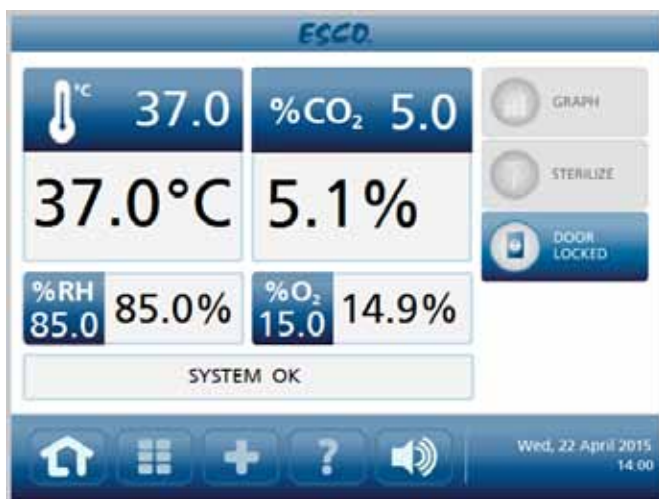 ESCO
°C 37.0
%CO₂ 5.0
GRAPH
37.0°C
5.1%
STERILIZE
DOOR
LOCKED
%RH
85.0
85.0%
%O₂
15.0
14.9%
SYSTEM OK
?
Wed, 22 April 2015
14:00